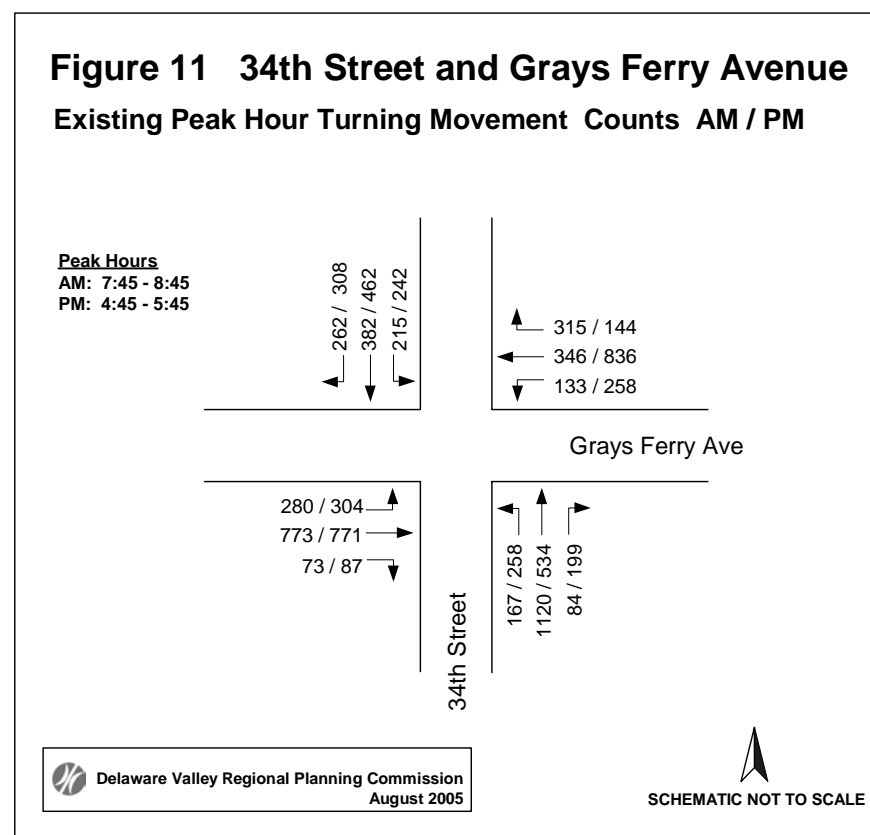 Figure 11 34th Street and Grays Ferry Avenue
Existing Peak Hour Turning Movement Counts AM / PM
Peak Hours
AM: 7:45 - 8:45
PM: 4:45 - 5:45
262 / 308
382 / 462
215 / 242
315 / 144
346 / 836
133 / 258
Grays Ferry Ave
280 / 304
773 / 771
73 / 87
167 / 258
1120 / 534
84 / 199
34th Street
Delaware Valley Regional Planning Commission
August 2005
SCHEMATIC NOT TO SCALE